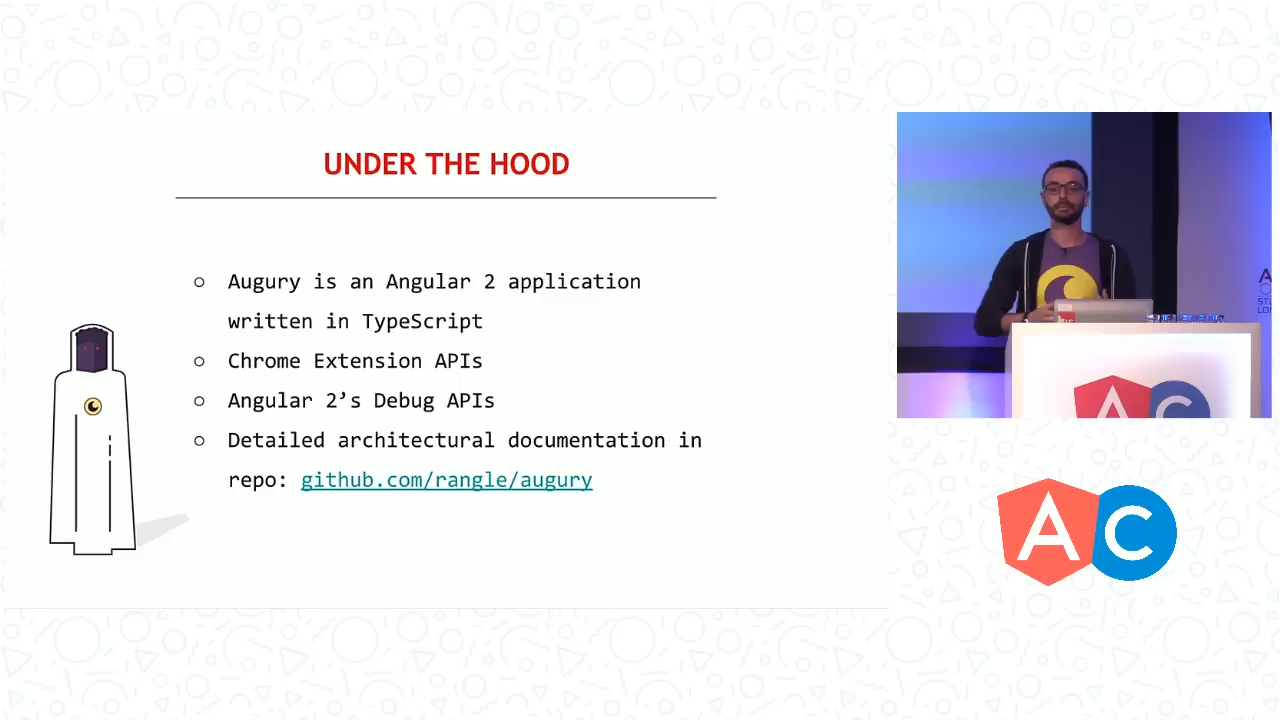 UNDER THE HOOD
○ Augury is an Angular 2 application
written in TypeScript
○ Chrome Extension APIs
○ Angular 2’s Debug APIs
○ Detailed architectural documentation in
repo: github.com/rangle/augury
A C
A C